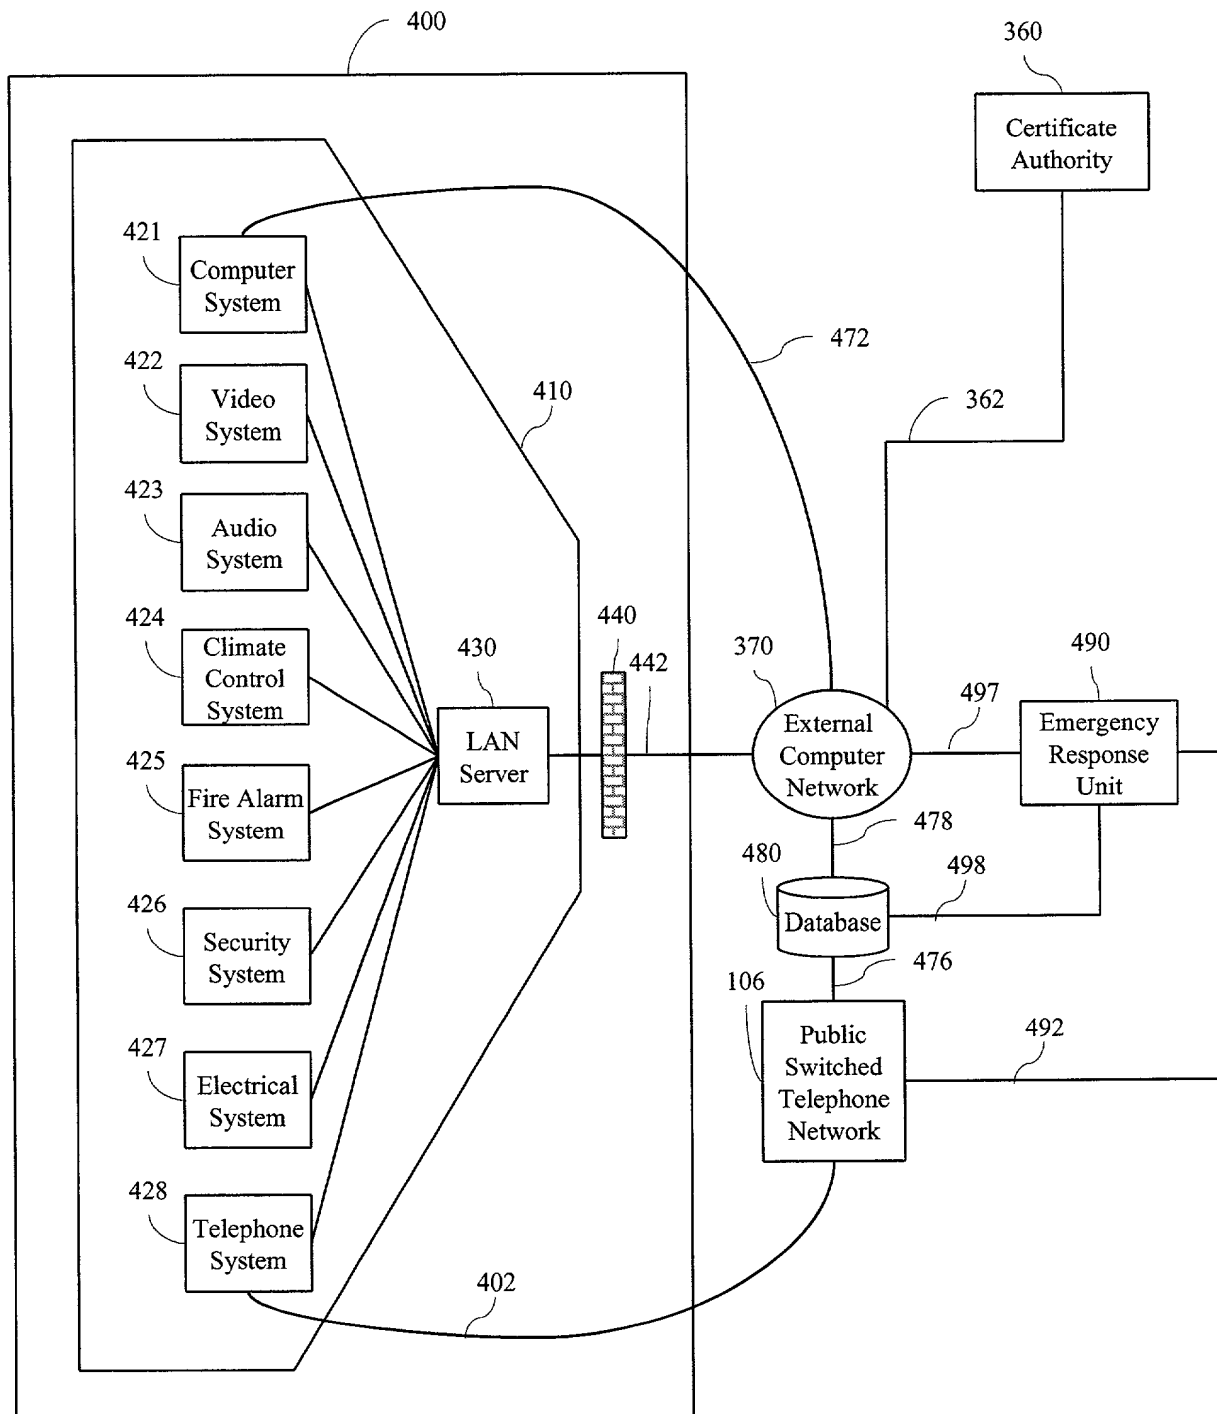 400
360
Certificate
Authority
421
Computer
System
472
422
Video
System
410
362
423
Audio
System
424
Climate
Control
System
430
LAN
Server
440
442
370
External
Computer
Network
497
490
Emergency
Response
Unit
425
Fire Alarm
System
478
480
Database
498
426
Security
System
476
106
Public
Switched
Telephone
Network
492
427
Electrical
System
428
Telephone
System
402